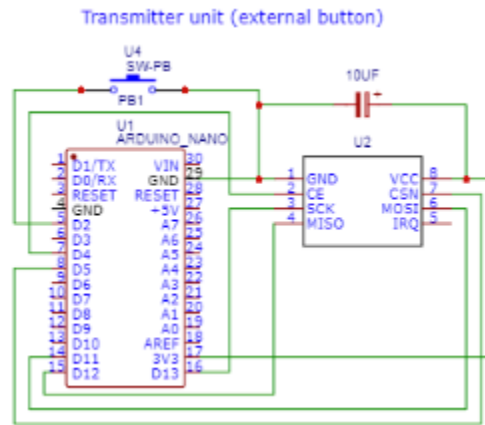 Transmitter unit (external button)
U4
SW-PB
PB1
10UF
+
U1
ARDUINO_NANO
U2
1 D1/TX VIN 30
2 D0/RX GND 29
3 RESET RESET 28
4 GND +5V 27
5 D2 A7 26
6 D3 A6 25
7 D4 A5 24
8 D5 A4 23
9 D6 A3 22
10 D7 A2 21
11 D8 A1 20
12 D9 A0 19
13 D10 AREF 18
14 D11 3V3 17
15 D12 D13 16
1 GND VCC 8
2 CE CSN 7
3 SCK MOSI 6
4 MISO IRQ 5